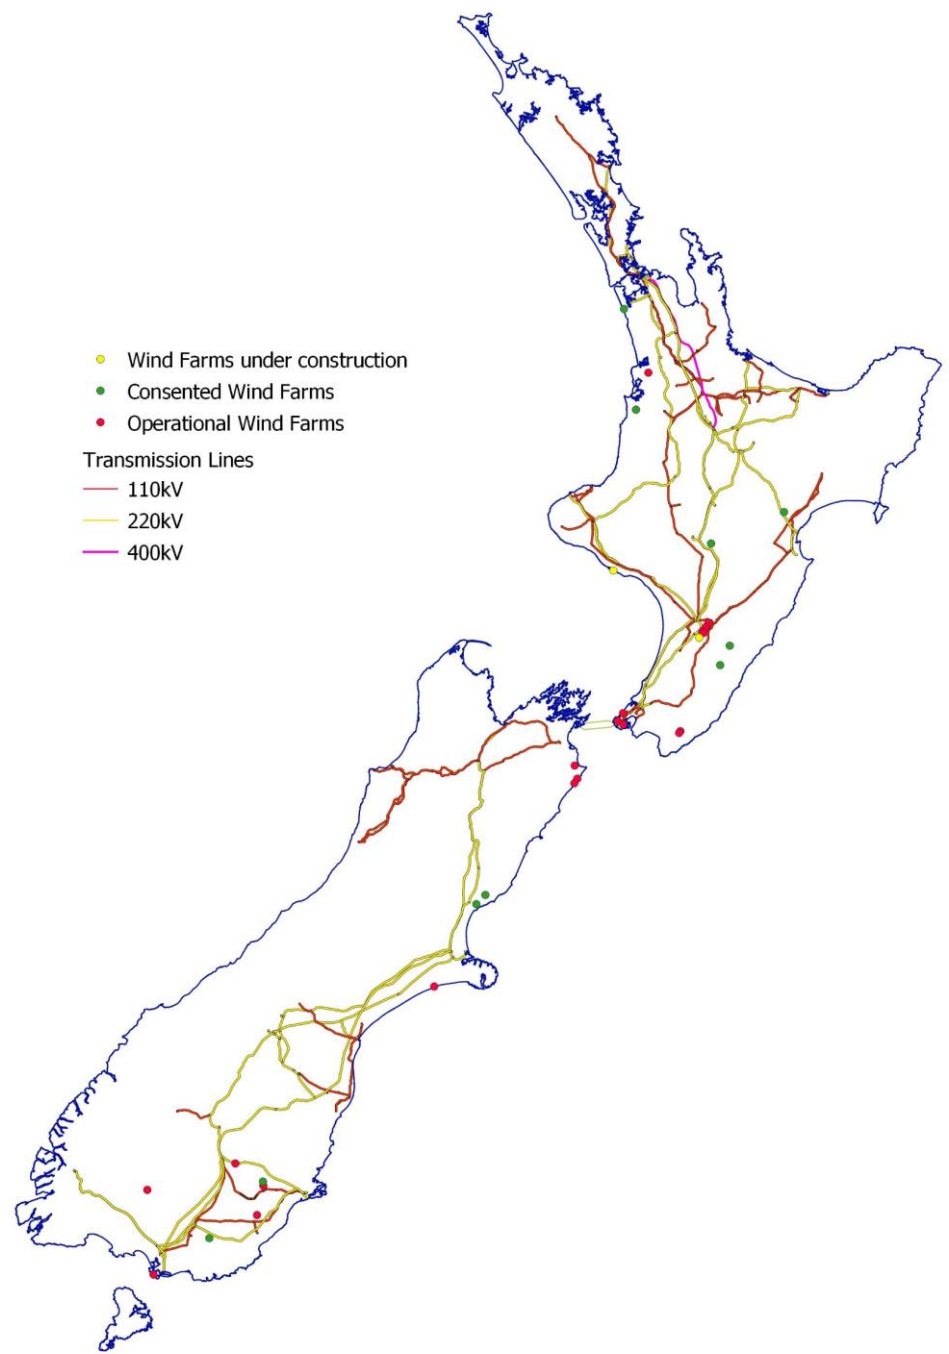 Wind Farms under construction
Consented Wind Farms
Operational Wind Farms
Transmission Lines
110kV
220kV
400kV